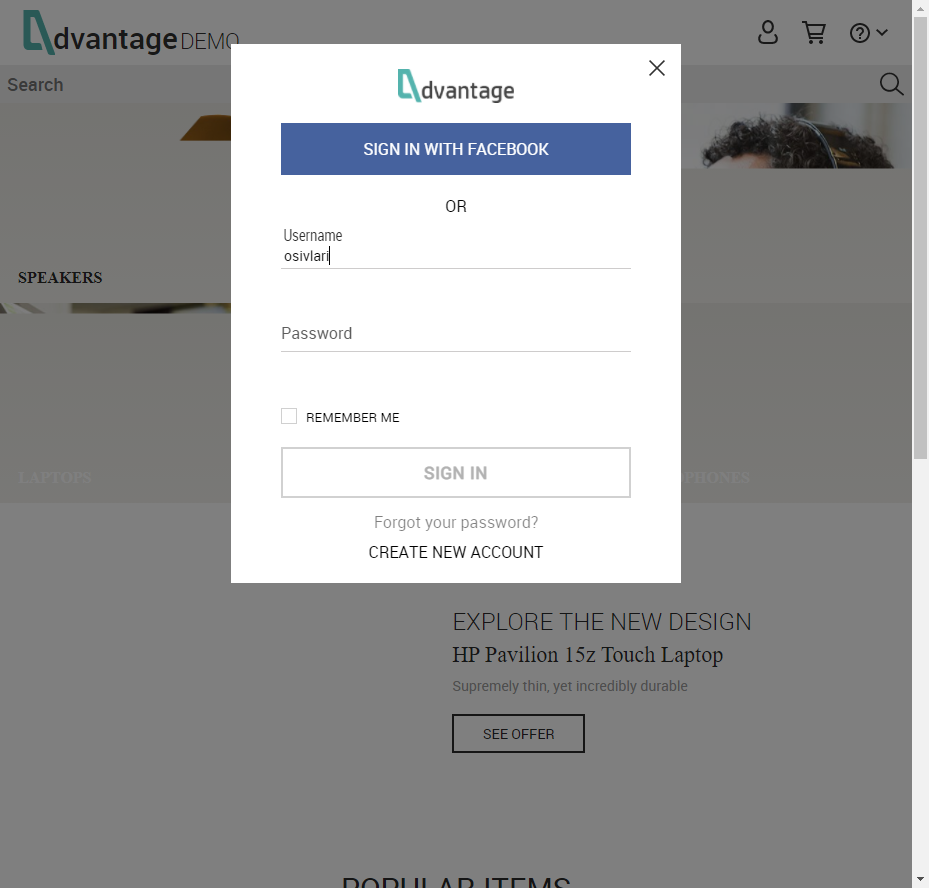 dvantage DEMO
Search
dvantage
SIGN IN WITH FACEBOOK
OR
Username
osivlari
SPEAKERS
Password
REMEMBER ME
LAPTOPS
PHONES
SIGN IN
Forgot your password?
CREATE NEW ACCOUNT
EXPLORE THE NEW DESIGN
HP Pavilion 15z Touch Laptop
Supremely thin, yet incredibly durable
SEE OFFER
POPULAR ITEMS